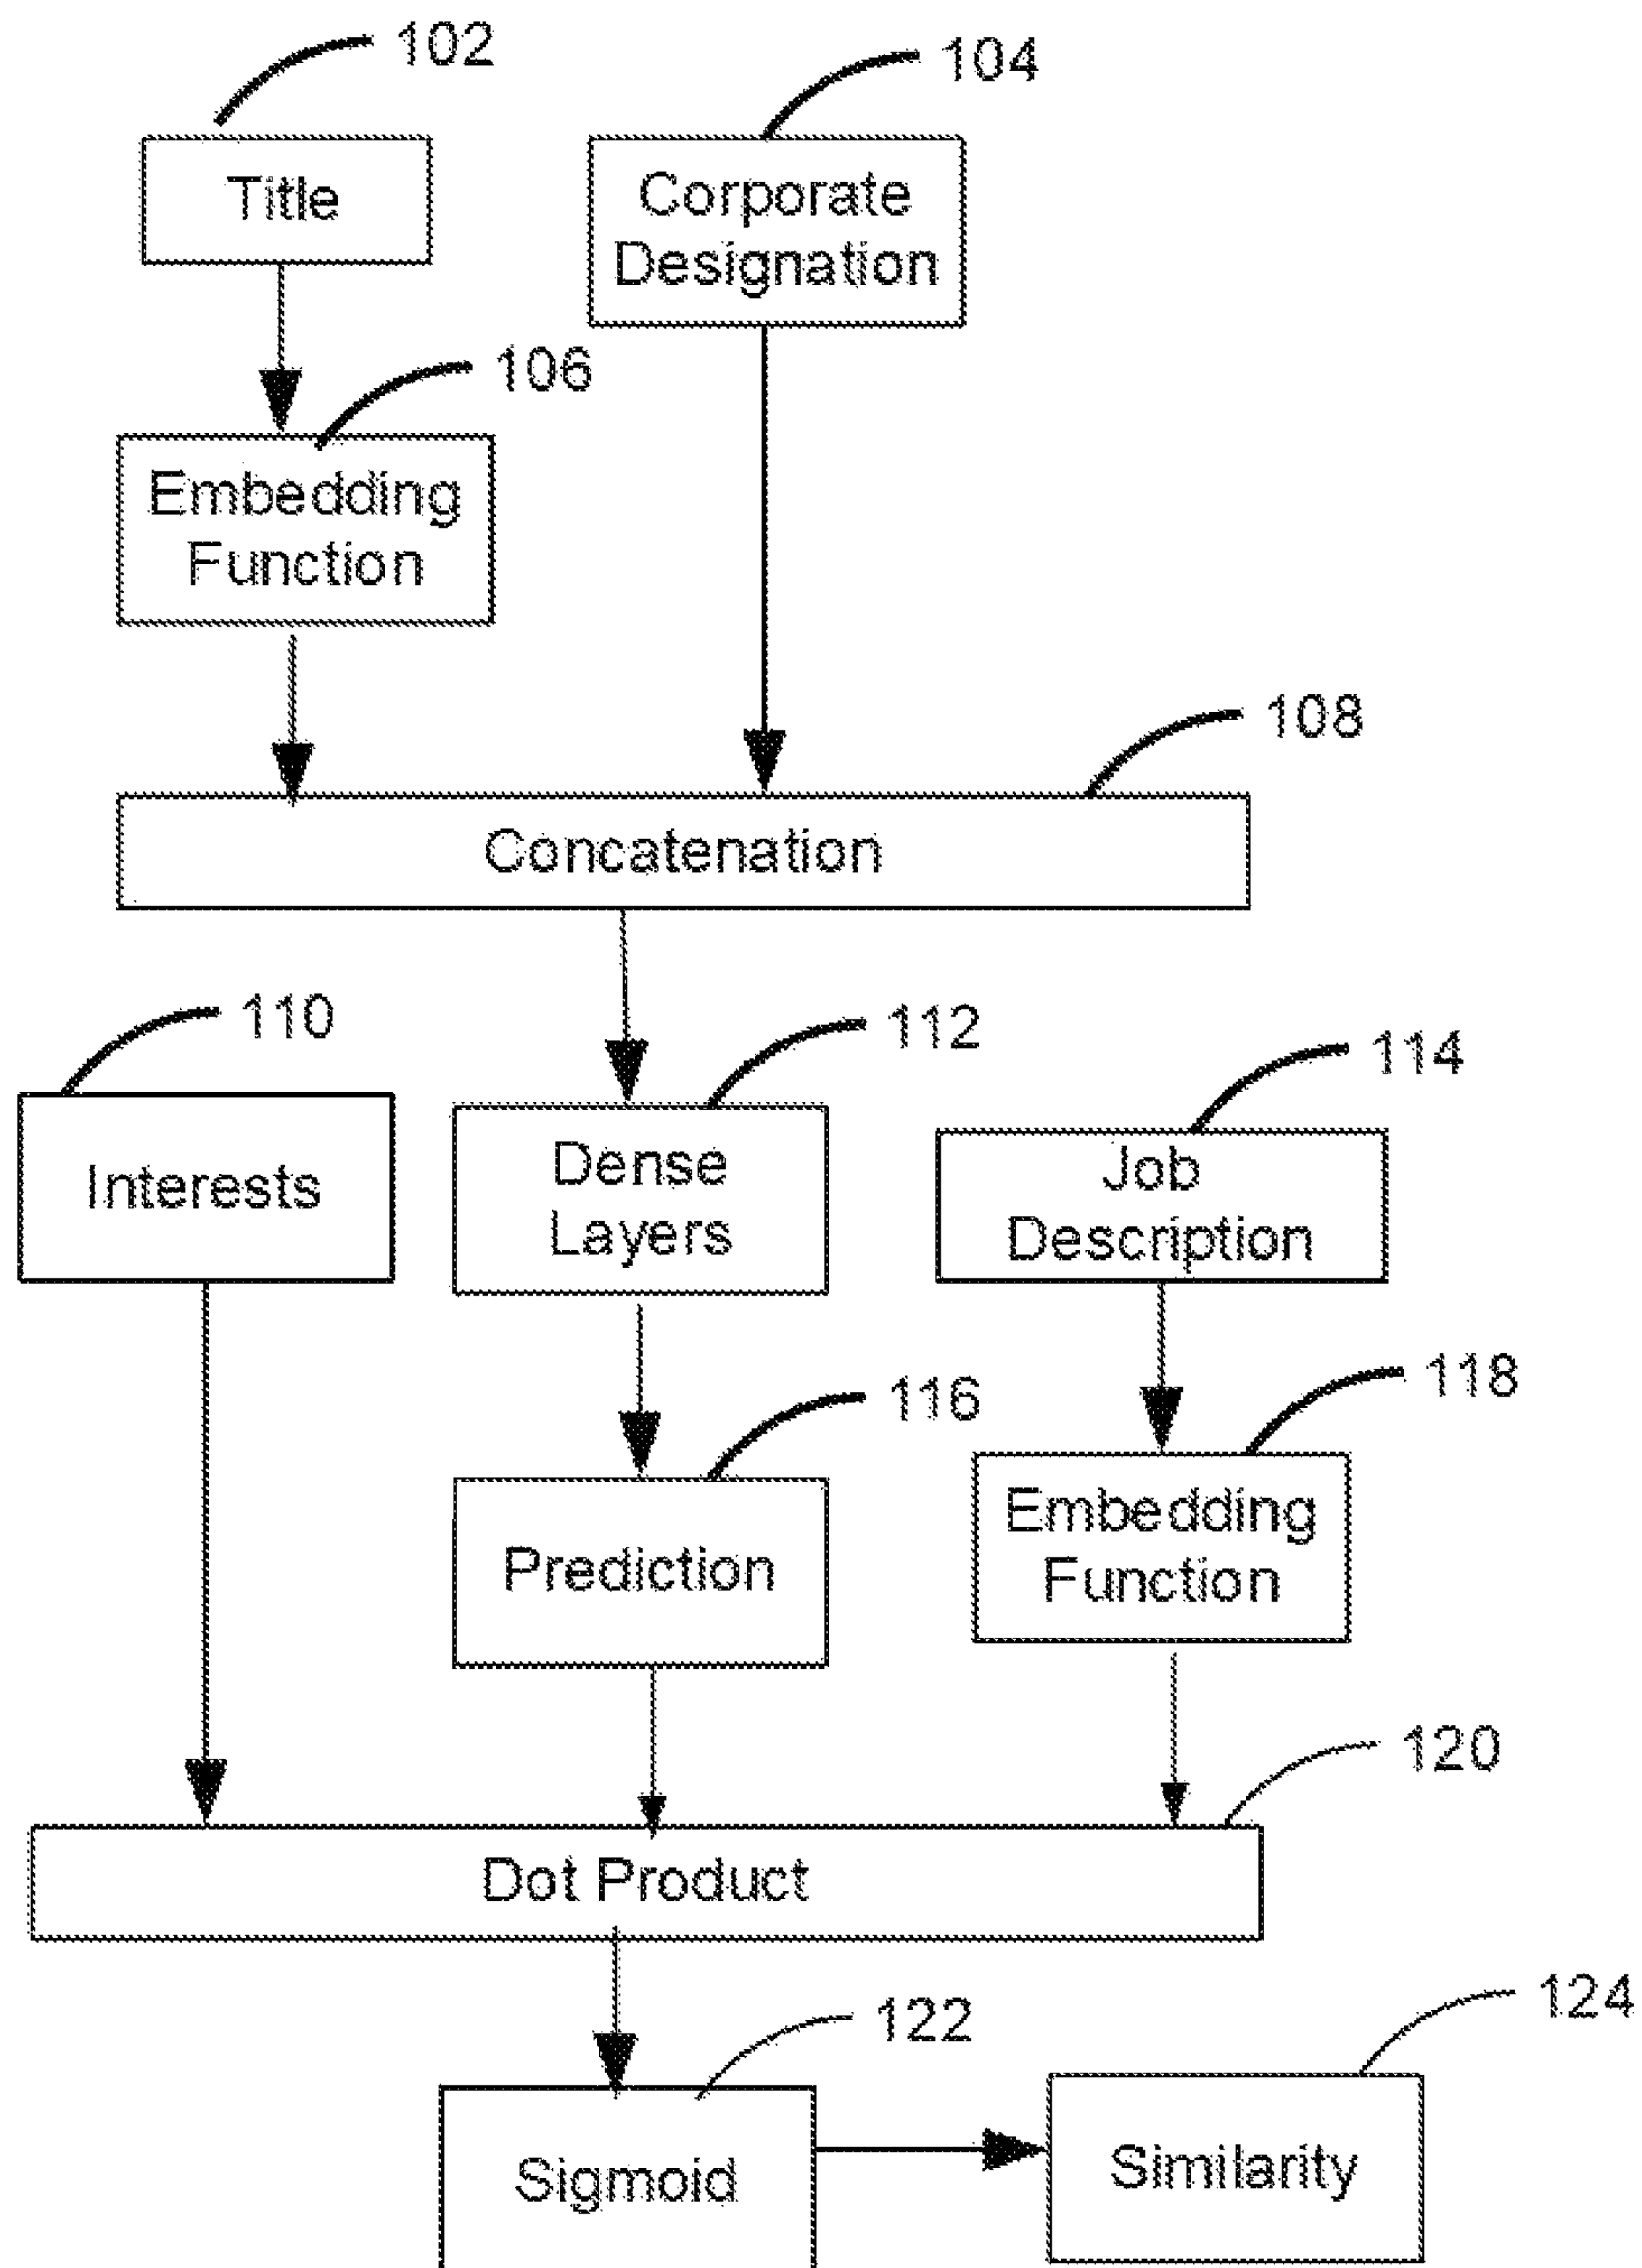 102
104
Title
Corporate
Designation
106
Embedding
Function
108
Concatenation
110
112
114
Interests
Dense
Layers
Job
Description
116
118
Prediction
Embedding
Function
120
Dot Product
122
124
Sigmoid
Similarity